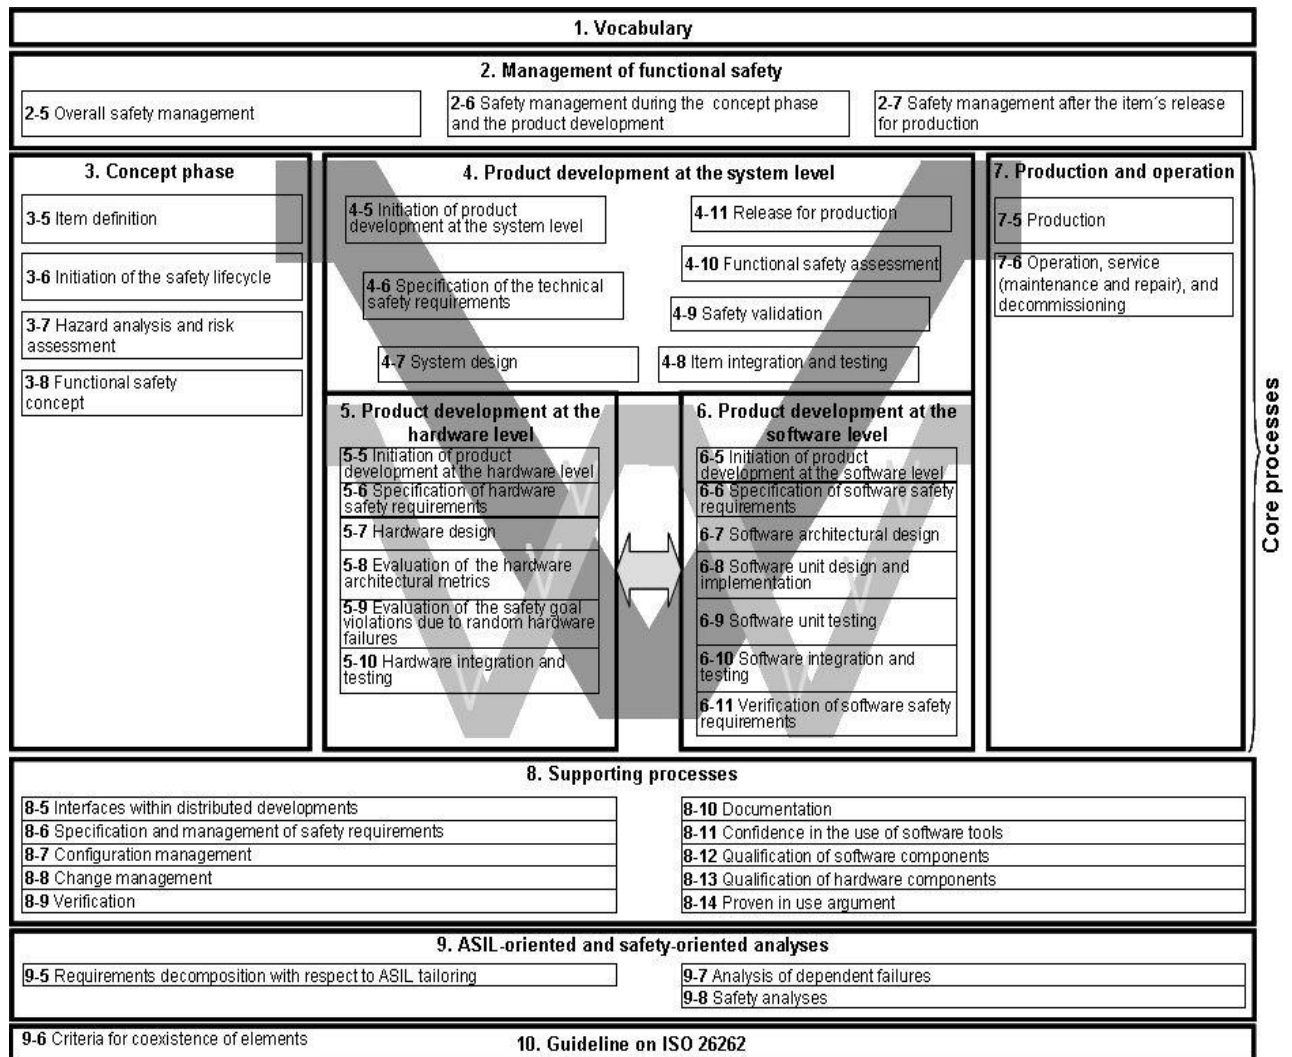 1. Vocabulary
2. Management of functional safety
2-5 Overall safety management
2-6 Safety management during the concept phase
and the product development
2-7 Safety management after the item´s release
for production
3. Concept phase
3-5 Item definition
3-6 Initiation of the safety lifecycle
3-7 Hazard analysis and risk
assessment
3-8 Functional safety
concept
4. Product development at the system level
4-5 Initiation of product
development at the system level
4-6 Specification of the technical
safety requirements
4-7 System design
4-11 Release for production
4-10 Functional safety assessment
4-9 Safety validation
4-8 Item integration and testing
7. Production and operation
7-5 Production
7-6 Operation, service
(maintenance and repair), and
decommissioning
5. Product development at the
hardware level
5-5 Initiation of product
development at the hardware level
5-6 Specification of hardware
safety requirements
5-7 Hardware design
5-8 Evaluation of the hardware
architectural metrics
5-9 Evaluation of the safety goal
violations due to random hardware
failures
5-10 Hardware integration and
testing
6. Product development at the
software level
6-5 Initiation of product
development at the software level
6-6 Specification of software safety
requirements
6-7 Software architectural design
6-8 Software unit design and
implementation
6-9 Software unit testing
6-10 Software integration and
testing
6-11 Verification of software safety
requirements
Core processes
8. Supporting processes
8-5 Interfaces within distributed developments
8-6 Specification and management of safety requirements
8-7 Configuration management
8-8 Change management
8-9 Verification
8-10 Documentation
8-11 Confidence in the use of software tools
8-12 Qualification of software components
8-13 Qualification of hardware components
8-14 Proven in use argument
9. ASIL-oriented and safety-oriented analyses
9-5 Requirements decomposition with respect to ASIL tailoring
9-7 Analysis of dependent failures
9-8 Safety analyses
9-6 Criteria for coexistence of elements
10. Guideline on ISO 26262